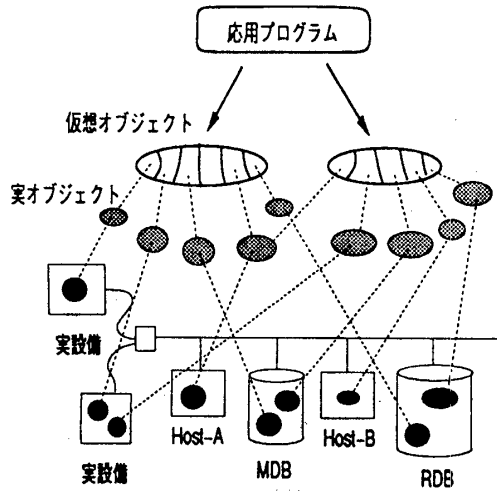 応用プログラム
仮想オブジェクト
実オブジェクト
実設備
実設備
Host-A
MDB
Host-B
RDB